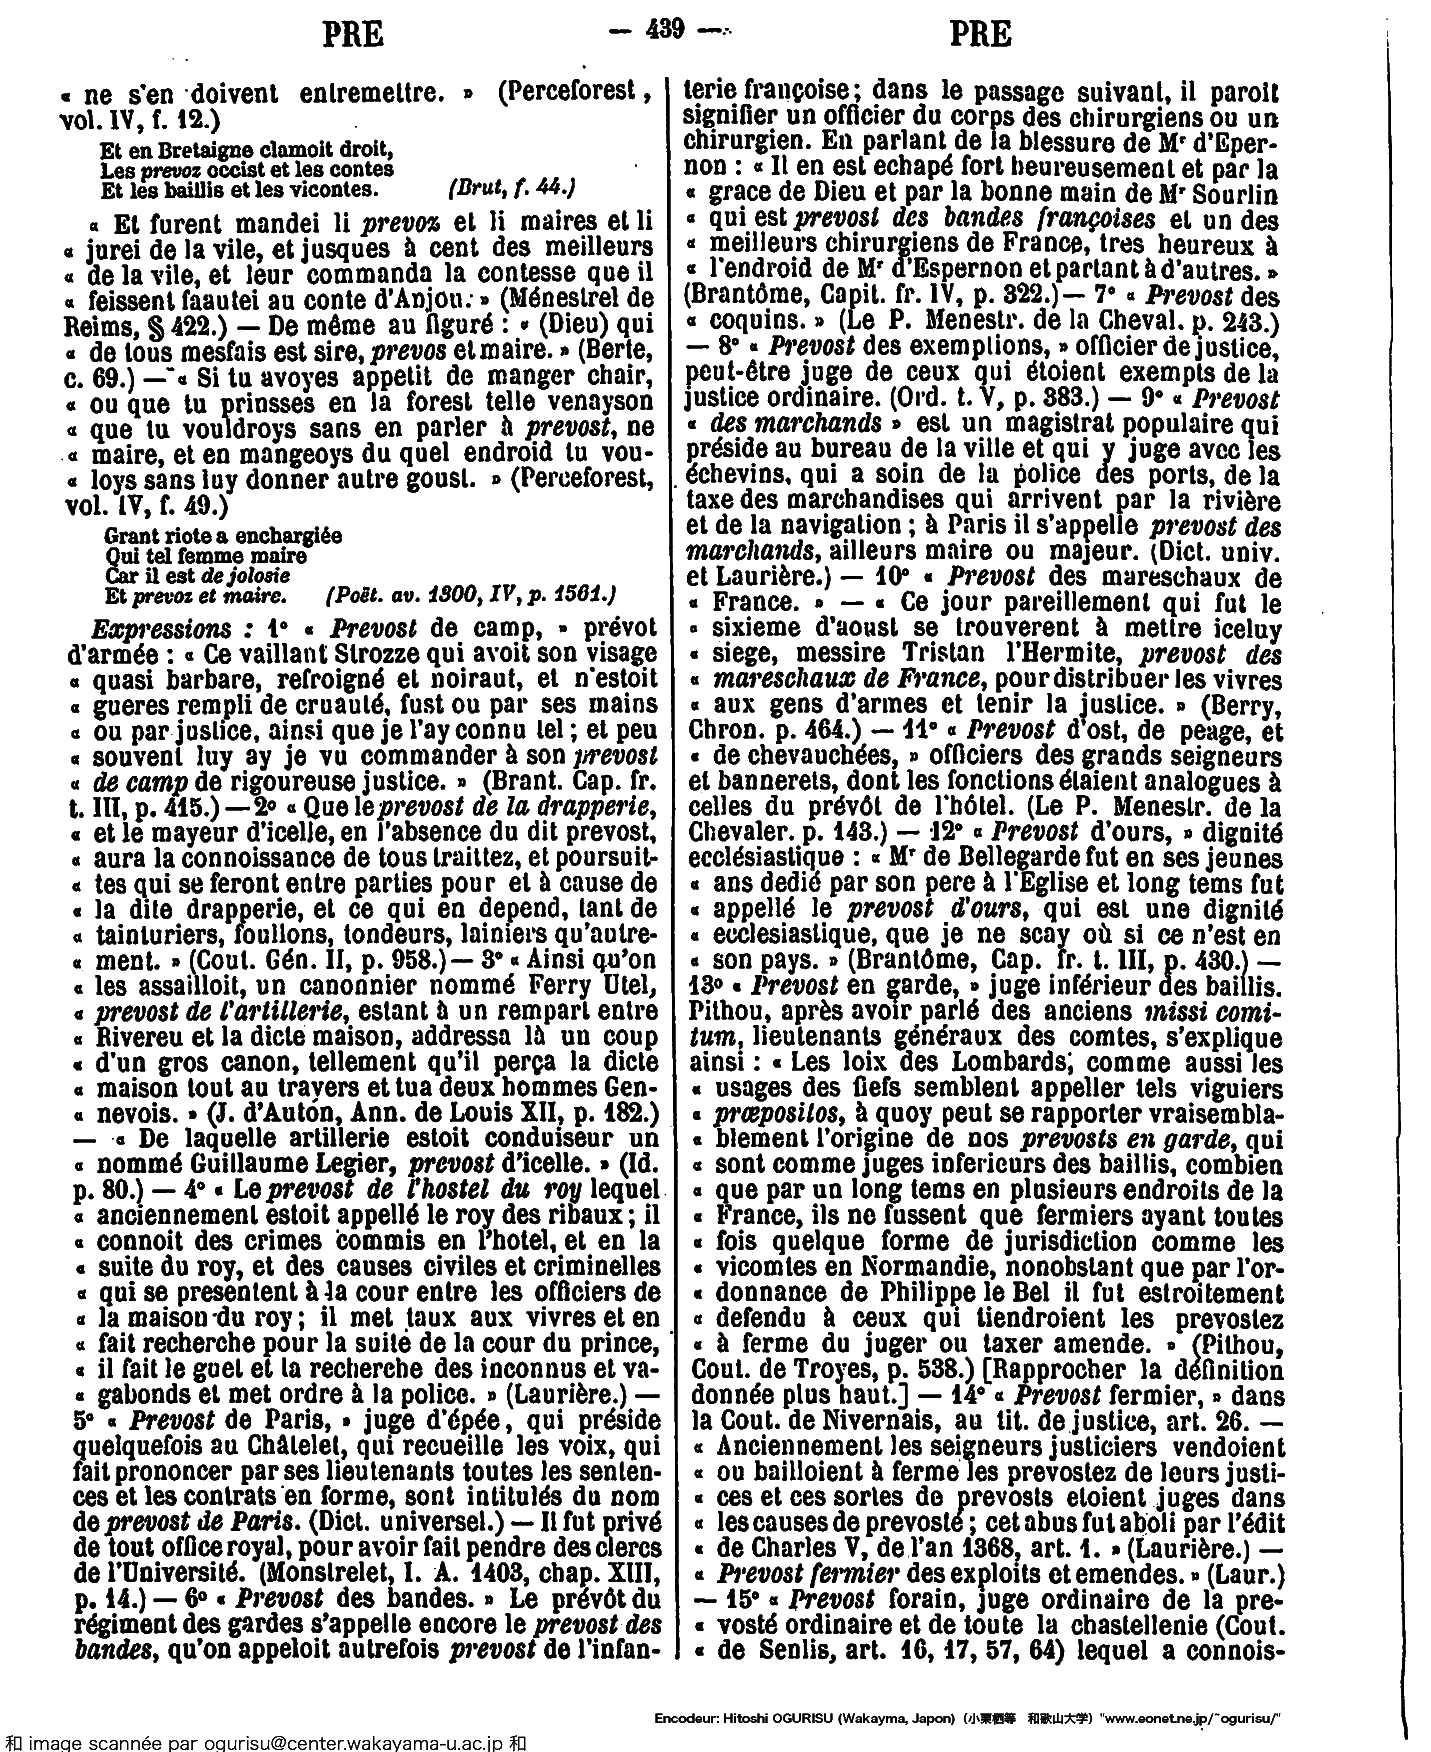 PRE
— 439 —
PRE
« ne s'en doivent entremettre. » (Perceforest,
vol. IV, f. 12.)
Et en Bretaigne clamoit droit,
Les prevoz occist et les contes
Et les baillis et les vicontes. (Brut, f. 44.)
« Et furent mandei li prevoz et li maires et li
« jurei de la vile, et jusques à cent des meilleurs
« de la vile, et leur commanda la contesse que il
« feissent faautei au conte d'Anjou. » (Ménestrel de
Reims, § 422.) — De même au figuré : « (Dieu) qui
« de tous mesfais est sire, prevos et maire. » (Berte,
c. 69.) — « Si tu avoyes appetit de manger chair,
« ou que tu prinsses en la forest telle venayson
« que tu vouldroys sans en parler à prevost, ne
« maire, et en mangeoys du quel endroid tu vou-
« loys sans luy donner autre goust. » (Perceforest,
vol. IV, f. 49.)
Grant riote a enchargiée
Qui tel femme maire
Car il est de jolosie
Et prevoz et maire. (Poët. av. 1300, IV, p. 1561.)
Expressions : 1° « Prevost de camp, » prévot
d'armée : « Ce vaillant Strozze qui avoit son visage
« quasi barbare, refroigné et noiraut, et n'estoit
« gueres rempli de cruauté, fust ou par ses mains
« ou par justice, ainsi que je l'ay connu tel ; et peu
« souvent luy ay je vu commander à son prevost
« de camp de rigoureuse justice. » (Brant. Cap. fr.
t. III, p. 415.) — 2° « Que le prevost de la drapperie,
« et le mayeur d'icelle, en l'absence du dit prevost,
« aura la connoissance de tous traittez, et poursuit-
« tes qui se feront entre parties pour et à cause de
« la dite drapperie, et ce qui en depend, tant de
« tainturiers, foullons, tondeurs, lainiers qu'autre-
« ment. » (Cout. Gén. II, p. 958.) — 3° « Ainsi qu'on
« les assailloit, un canonnier nommé Ferry Utel,
« prevost de l'artillerie, estant à un rempart entre
« Rivereu et la dicte maison, addressa là un coup
« d'un gros canon, tellement qu'il perça la dicte
« maison tout au travers et tua deux hommes Gen-
« nevois. » (J. d'Autón, Ann. de Louis XII, p. 182.)
— « De laquelle artillerie estoit conduiseur un
« nommé Guillaume Legier, prevost d'icelle. » (Id.
p. 80.) — 4° « Le prevost de l'hostel du roy lequel
« anciennement estoit appellé le roy des ribaux ; il
« connoit des crimes commis en l'hotel, et en la
« suite du roy, et des causes civiles et criminelles
« qui se presentent à la cour entre les officiers de
« la maison du roy ; il met taux aux vivres et en
« fait recherche pour la suite de la cour du prince,
« il fait le guet et la recherche des inconnus et va-
« gabonds et met ordre à la police. » (Laurière.) —
5° « Prevost de Paris, » juge d'épée, qui préside
quelquefois au Châtelet, qui recueille les voix, qui
fait prononcer par ses lieutenants toutes les senten-
ces et les contrats en forme, sont intitulés du nom
de prevost de Paris. (Dict. universel.) — Il fut privé
de tout office royal, pour avoir fait pendre des clercs
de l'Université. (Monstrelet, I. A. 1403, chap. XIII,
p. 14.) — 6° « Prevost des bandes. » Le prévôt du
régiment des gardes s'appelle encore le prevost des
bandes, qu'on appeloit autrefois prevost de l'infan-
terie françoise ; dans le passage suivant, il paroit
signifier un officier du corps des chirurgiens ou un
chirurgien. En parlant de la blessure de Mr d'Eper-
non : « Il en est echapé fort heureusement et par la
« grace de Dieu et par la bonne main de Mr Sourlin
« qui est prevost des bandes françoises et un des
« meilleurs chirurgiens de France, tres heureux à
« l'endroid de Mr d'Espernon et partant à d'autres. »
(Brantôme, Capit. fr. IV, p. 322.) — 7° « Prevost des
« coquins. » (Le P. Menestr. de la Cheval. p. 243.)
— 8° « Prevost des exemptions, » officier de justice,
peut-être juge de ceux qui étoient exempts de la
justice ordinaire. (Ord. t. V, p. 383.) — 9° « Prevost
« des marchands » est un magistrat populaire qui
préside au bureau de la ville et qui y juge avec les
échevins, qui a soin de la police des ports, de la
taxe des marchandises qui arrivent par la rivière
et de la navigation ; à Paris il s'appelle prevost des
marchands, ailleurs maire ou majeur. (Dict. univ.
et Laurière.) — 10° « Prevost des mareschaux de
« France. » — « Ce jour pareillement qui fut le
« sixieme d'aoust se trouverent à mettre iceluy
« siege, messire Tristan l'Hermite, prevost des
« mareschaux de France, pour distribuer les vivres
« aux gens d'armes et tenir la justice. » (Berry,
Chron. p. 464.) — 11° « Prevost d'ost, de peage, et
« de chevauchées, » officiers des grands seigneurs
et bannerets, dont les fonctions étaient analogues à
celles du prévôt de l'hôtel. (Le P. Menestr. de la
Chevaler. p. 143.) — 12° « Prevost d'ours, » dignité
ecclésiastique : « Mr de Bellegarde fut en ses jeunes
« ans dedié par son pere à l'Eglise et long tems fut
« appellé le prevost d'ours, qui est une dignité
« ecclesiastique, que je ne scay où si ce n'est en
« son pays. » (Brantôme, Cap. fr. t. III, p. 430.) —
13° « Prevost en garde, » juge inférieur des baillis.
Pithou, après avoir parlé des anciens missi comi-
tum, lieutenants généraux des comtes, s'explique
ainsi : « Les loix des Lombards, comme aussi les
« usages des fiefs semblent appeller tels viguiers
« præpositos, à quoy peut se rapporter vraisembla-
« blement l'origine de nos prevosts en garde, qui
« sont comme juges inferieurs des baillis, combien
« que par un long tems en plusieurs endroits de la
« France, ils ne fussent que fermiers ayant toutes
« fois quelque forme de jurisdiction comme les
« vicomtes en Normandie, nonobstant que par l'or-
« donnance de Philippe le Bel il fut estroitement
« defendu à ceux qui tiendroient les prevostez
« à ferme du juger ou taxer amende. » (Pithou,
Cout. de Troyes, p. 538.) [Rapprocher la définition
donnée plus haut.] — 14° « Prevost fermier, » dans
la Cout. de Nivernais, au tit. de justice, art. 26. —
« Anciennement les seigneurs justiciers vendoient
« ou bailloient à ferme les prevostez de leurs justi-
« ces et ces sortes de prevosts etoient juges dans
« les causes de prevosté ; cet abus fut aboli par l'édit
« de Charles V, de l'an 1368, art. 1. » (Laurière.) —
« Prevost fermier des exploits et emendes. » (Laur.)
— 15° « Prevost forain, juge ordinaire de la pre-
« vosté ordinaire et de toute la chastellenie (Cout.
« de Senlis, art. 16, 17, 57, 64) lequel a connois-
Encodeur: Hitoshi OGURISU (Wakayma, Japon) (小栗栖等 和歌山大学) "www.eonet.ne.jp/~ogurisu/"
和 image scannée par ogurisu@center.wakayama-u.ac.jp 和